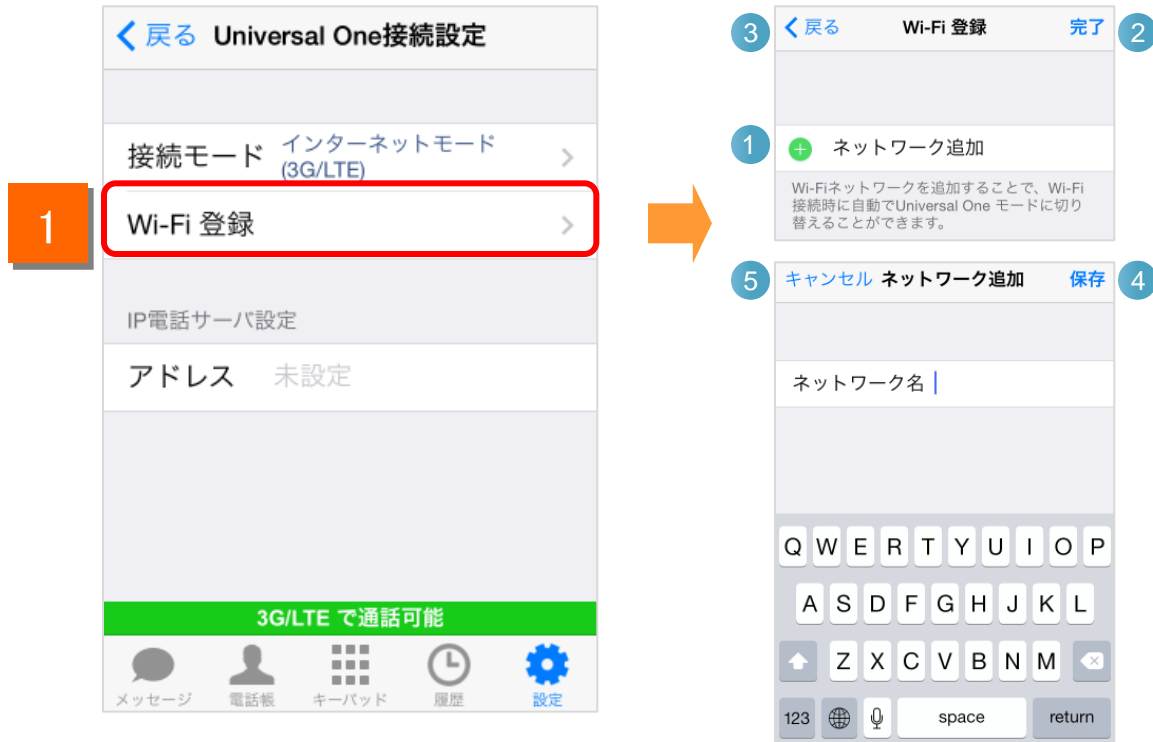 戻る Universal One接続設定
接続モード インターネットモード
(3G/LTE)
1
Wi-Fi 登録
IP電話サーバ設定
アドレス 未設定
3G/LTE で通話可能
メッセージ 電話帳 キーパッド 履歴 設定
3 戻る Wi-Fi 登録 完了 2
1 ネットワーク追加
Wi-Fiネットワークを追加することで、Wi-Fi
接続時に自動でUniversal One モードに切り
替えることができます。
5 キャンセル ネットワーク追加 保存 4
ネットワーク名
Q W E R T Y U I O P
A S D F G H J K L
Z X C V B N M
123 space return